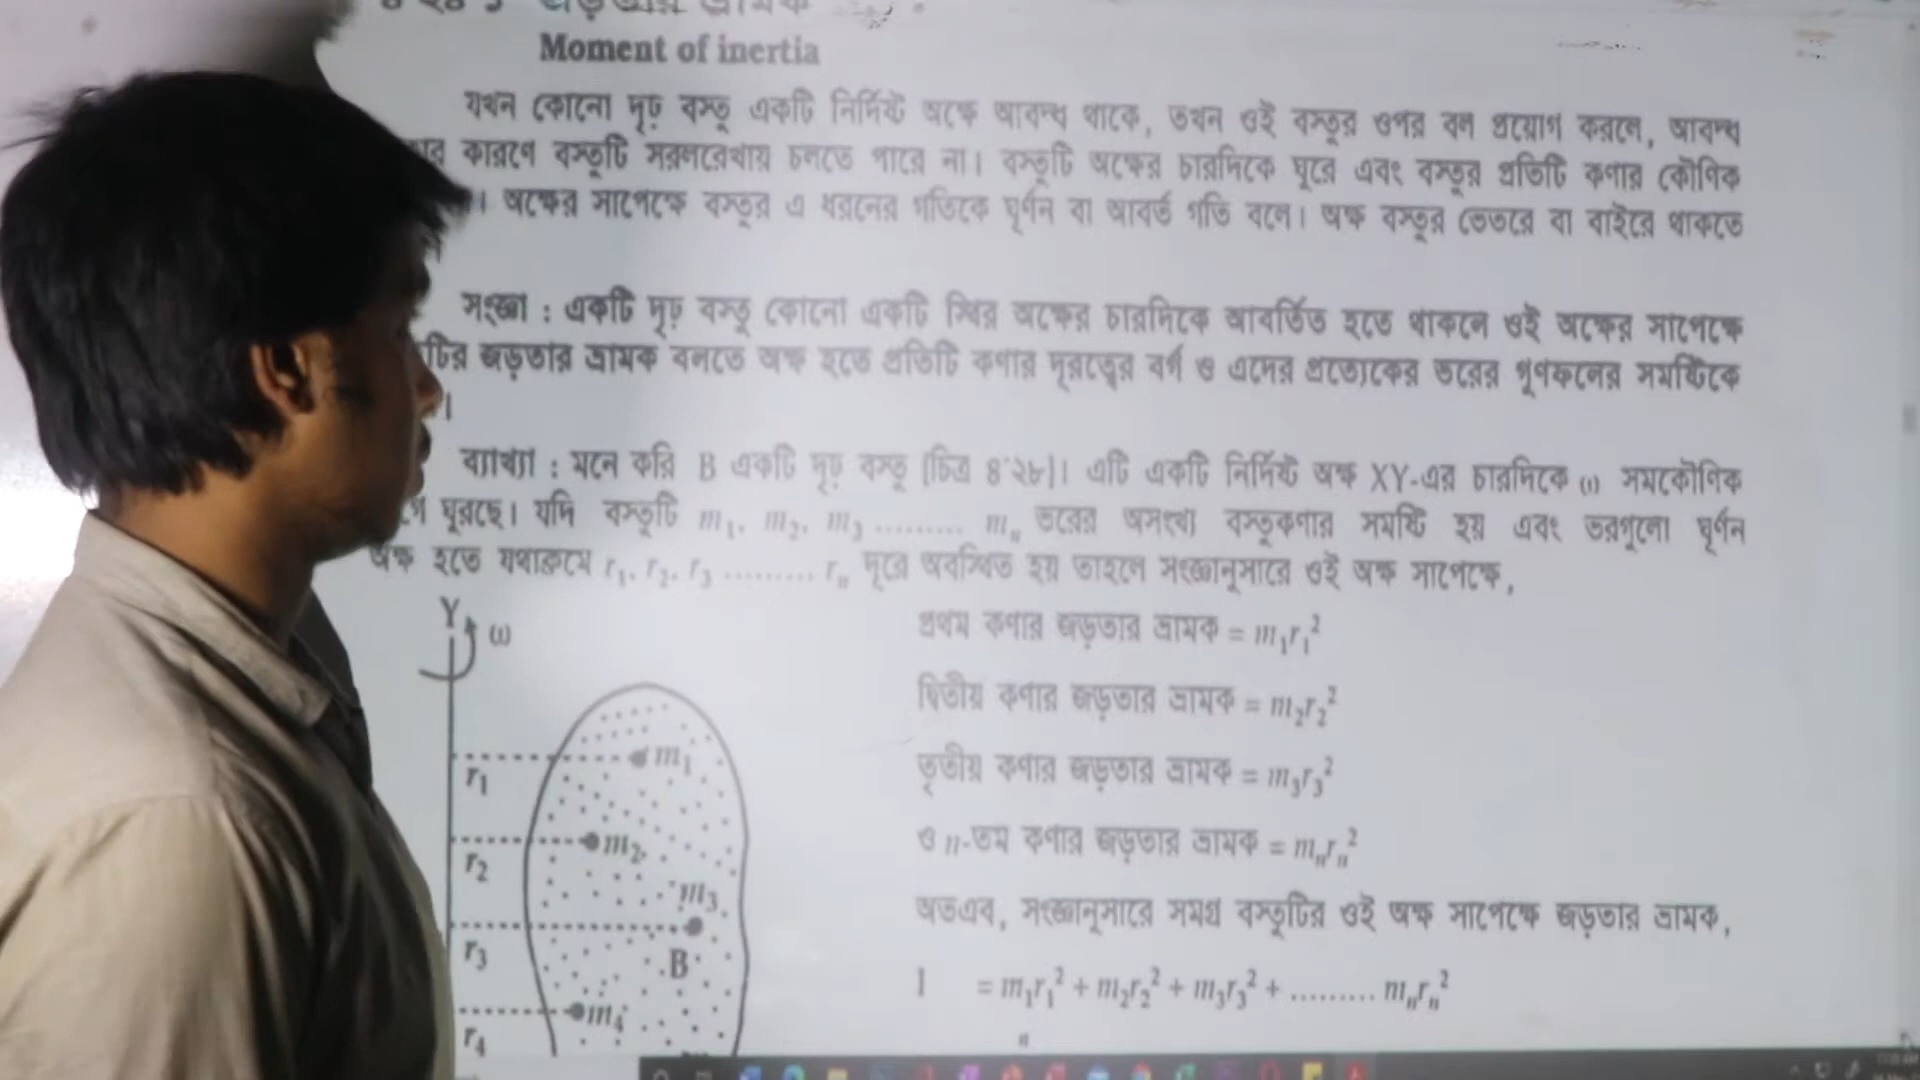 জড়তার ভ্রামক
Moment of inertia
যখন কোনো দৃঢ় বস্তু একটি নির্দিষ্ট অক্ষে আবদ্ধ থাকে, তখন ওই বস্তুর ওপর বল প্রয়োগ করলে, আবদ্ধ
কারণে বস্তুটি সরলরেখায় চলতে পারে না। বস্তুটি অক্ষের চারদিকে ঘুরে এবং বস্তুর প্রতিটি কণার কৌণিক
। অক্ষের সাপেক্ষে বস্তুর এ ধরনের গতিকে ঘূর্ণন বা আবর্ত গতি বলে। অক্ষ বস্তুর ভেতরে বা বাইরে থাকতে
সংজ্ঞা : একটি দৃঢ় বস্তু কোনো একটি স্থির অক্ষের চারদিকে আবর্তিত হতে থাকলে ওই অক্ষের সাপেক্ষে
টির জড়তার ভ্রামক বলতে অক্ষ হতে প্রতিটি কণার দূরত্বের বর্গ ও এদের প্রত্যেকের ভরের গুণফলের সমষ্টিকে
।
ব্যাখ্যা : মনে করি B একটি দৃঢ় বস্তু [চিত্র ৪.২৮]। এটি একটি নির্দিষ্ট অক্ষ XY-এর চারদিকে ω সমকৌণিক
গে ঘুরছে। যদি বস্তুটি m₁, m₂, m₃ ......... mₙ ভরের অসংখ্য বস্তুকণার সমষ্টি হয় এবং ভরগুলো ঘূর্ণন
অক্ষ হতে যথাক্রমে r₁, r₂, r₃ ......... rₙ দূরে অবস্থিত হয় তাহলে সংজ্ঞানুসারে ওই অক্ষ সাপেক্ষে,
Y ω
প্রথম কণার জড়তার ভ্রামক = m₁r₁²
দ্বিতীয় কণার জড়তার ভ্রামক = m₂r₂²
তৃতীয় কণার জড়তার ভ্রামক = m₃r₃²
ও n-তম কণার জড়তার ভ্রামক = mₙrₙ²
অতএব, সংজ্ঞানুসারে সমগ্র বস্তুটির ওই অক্ষ সাপেক্ষে জড়তার ভ্রামক,
I = m₁r₁² + m₂r₂² + m₃r₃² + ......... mₙrₙ²
n
m₁
r₁
m₂
r₂
m₃
r₃
B
m₄
r₄